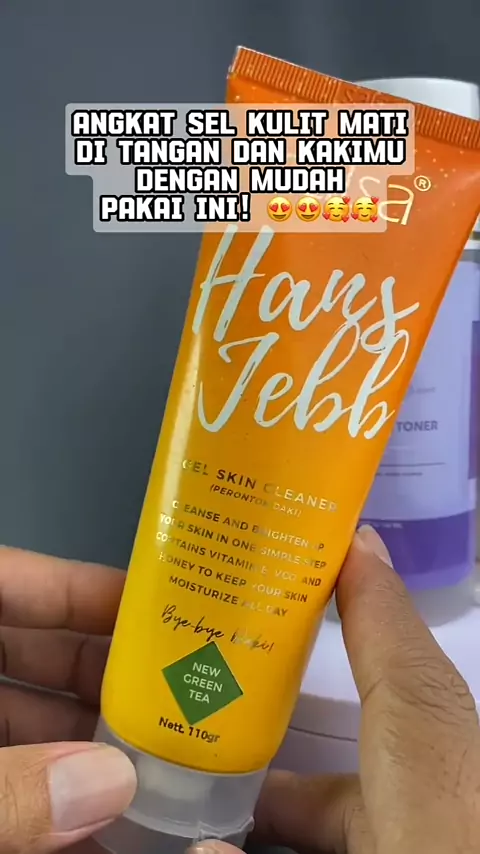 ANGKAT SEL KULIT MATI
DI TANGAN DAN KAKIMU
DENGAN MUDAH
PAKAI INI! 😍😍🥰🥰
Hans
Jebb
GEL SKIN CLEANER
(PERONTOK DAKI)
CLEANSE AND BRIGHTEN UP
YOUR SKIN IN ONE SIMPLE STEP
CONTAINS VITAMIN E, VCO AND
HONEY TO KEEP YOUR SKIN
MOISTURIZE ALL DAY
Bye-bye Daki!
NEW
GREEN
TEA
Nett. 110gr
TONER